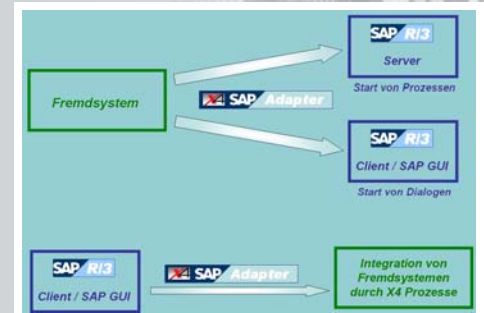 SAP R/3
Server
Start von Prozessen
Fremdsystem
X4 SAP Adapter
SAP R/3
Client / SAP GUI
Start von Dialogen
SAP R/3
Client / SAP GUI
X4 SAP Adapter
Integration von
Fremdsystemen
durch X4 Prozesse